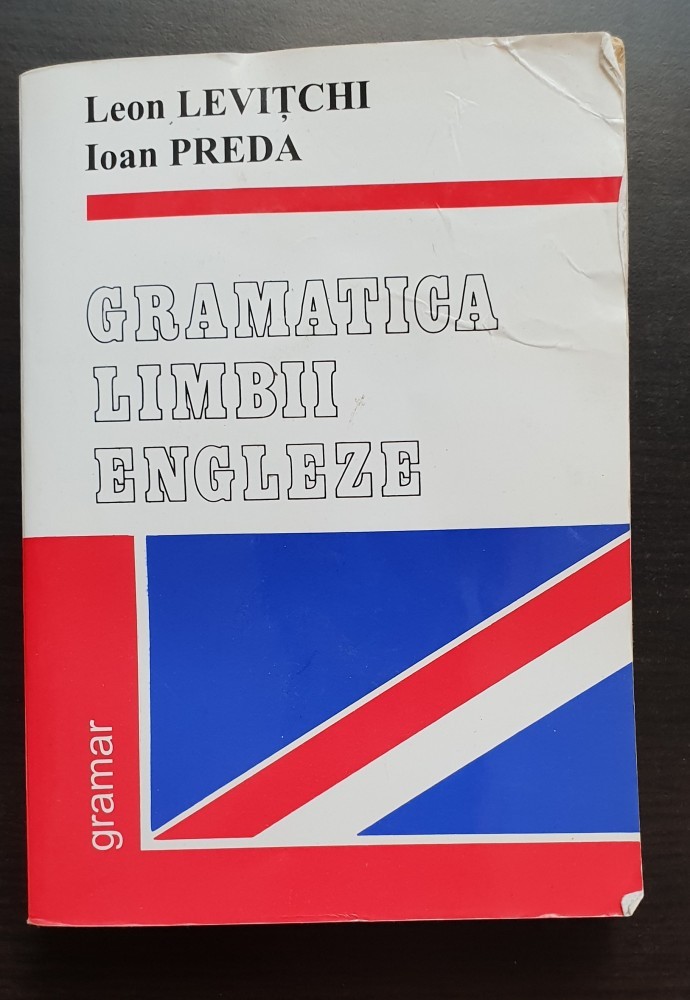 Leon LEVIȚCHI
Ioan PREDA
GRAMATICA
LIMBII
ENGLEZE
gramar